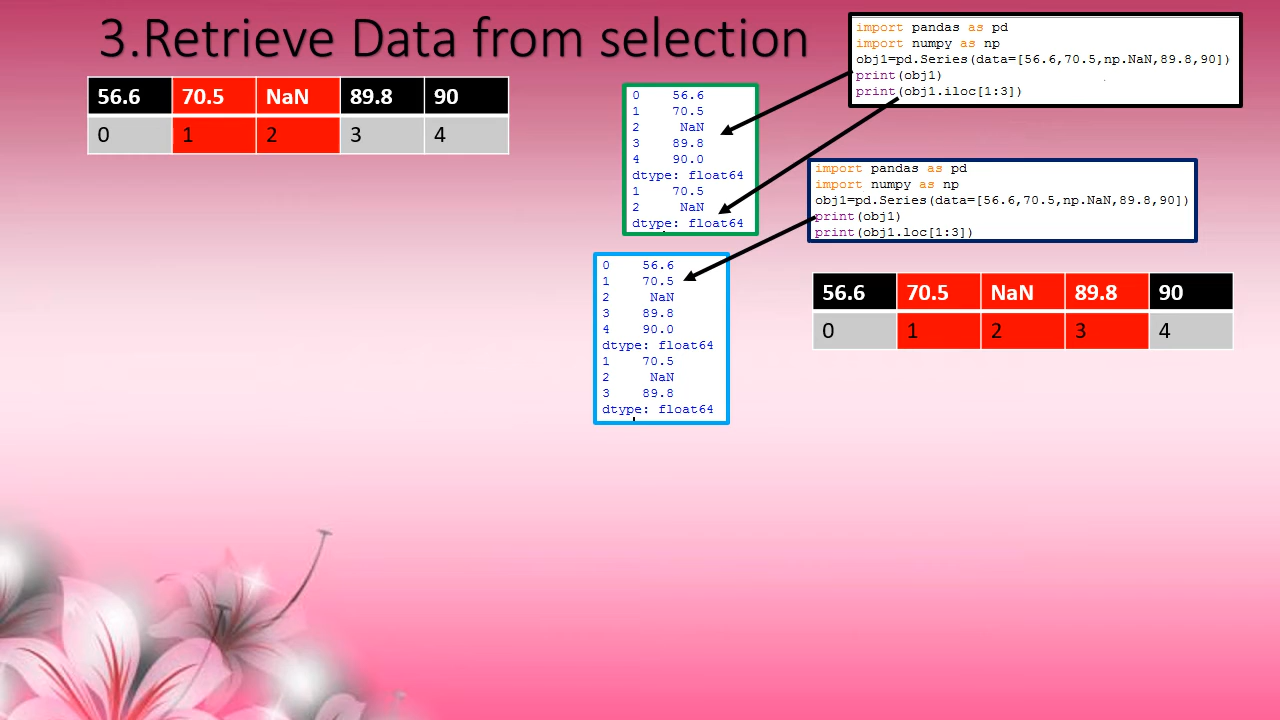 3.Retrieve Data from selection
56.6 70.5 NaN 89.8 90
0 1 2 3 4
import pandas as pd
import numpy as np
obj1=pd.Series(data=[56.6,70.5,np.NaN,89.8,90])
print(obj1)
print(obj1.iloc[1:3])
0 56.6
1 70.5
2 NaN
3 89.8
4 90.0
dtype: float64
1 70.5
2 NaN
dtype: float64
import pandas as pd
import numpy as np
obj1=pd.Series(data=[56.6,70.5,np.NaN,89.8,90])
print(obj1)
print(obj1.loc[1:3])
0 56.6
1 70.5
2 NaN
3 89.8
4 90.0
dtype: float64
1 70.5
2 NaN
3 89.8
dtype: float64
56.6 70.5 NaN 89.8 90
0 1 2 3 4